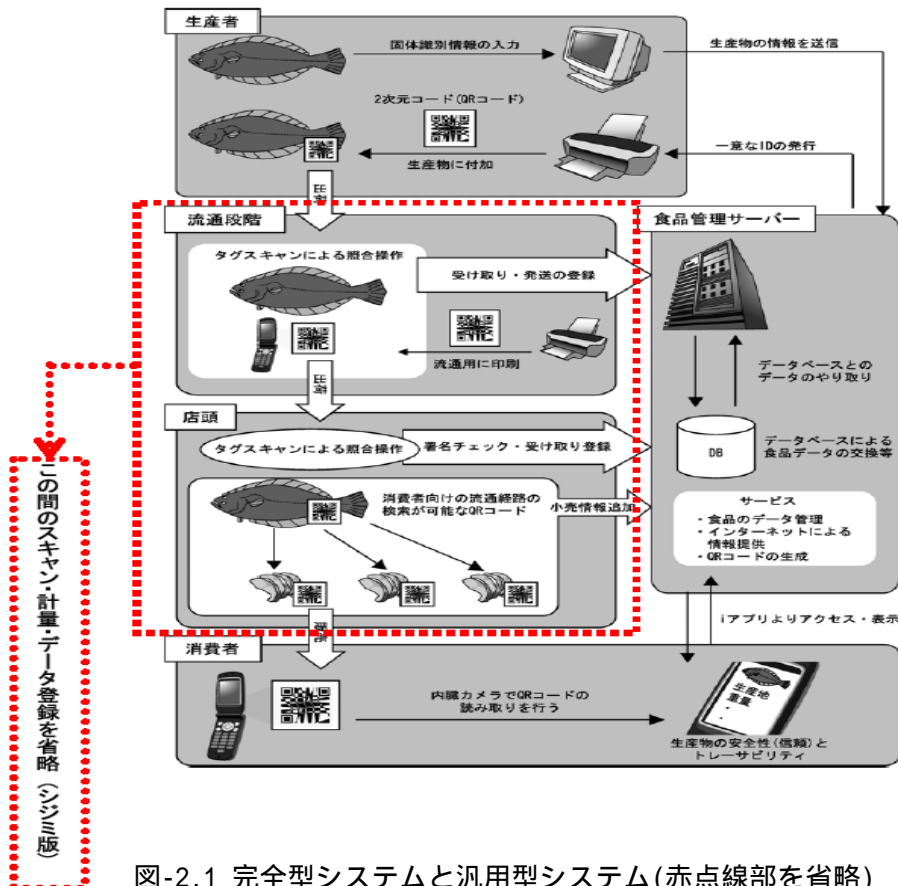 生産者
固体識別情報の入力
生産物の情報を送信
2次元コード(QRコード)
生産物に付加
一意なIDの発行
出荷
流通段階
食品管理サーバー
タグスキャンによる照合操作
受け取り・発送の登録
流通用に印刷
データベースとの
データのやり取り
出荷
店頭
タグスキャンによる照合操作
署名チェック・受け取り登録
DB
データベースによる
食品データの交換等
消費者向けの流通経路の
検索が可能なQRコード
小売情報追加
サービス
・食品のデータ管理
・インターネットによる
情報提供
・QRコードの生成
iアプリよりアクセス・表示
消費者
内臓カメラでQRコードの
読み取りを行う
生産地
重量
・
・
生産物の安全性(信頼)と
トレーサビリティ
この間のスキャン・計量・データ登録を省略(シジミ版)
図-2.1 完全型システムと汎用型システム(赤点線部を省略)